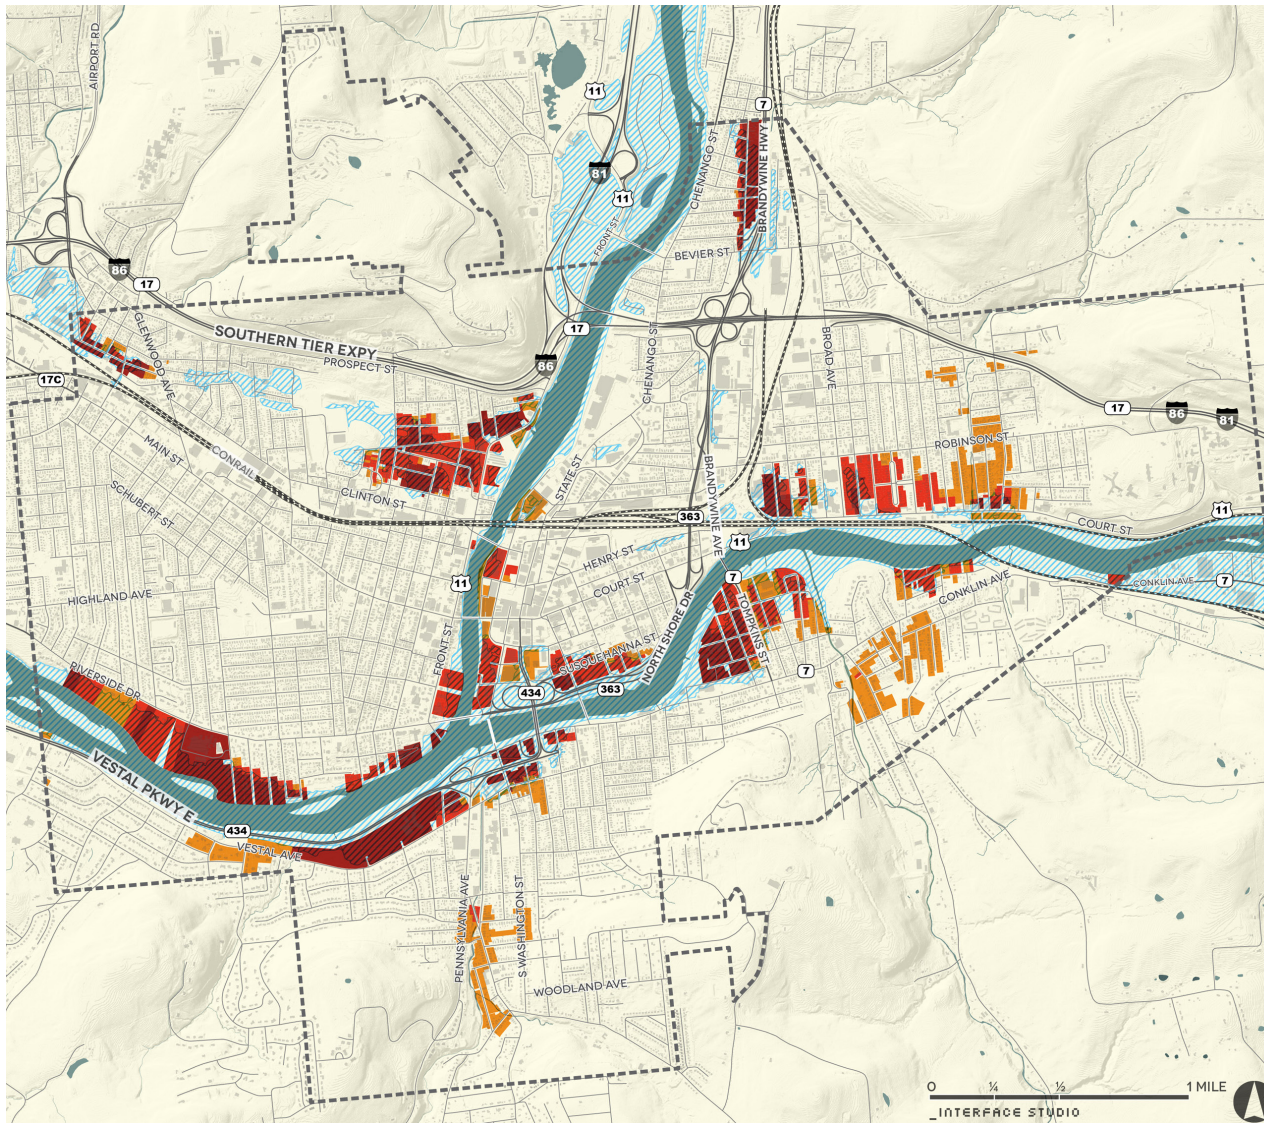 AIRPORT RD
11
7
CHENANGO ST
BRANDYWINE HWY
81
11
FRONT ST
BEVIER ST
86
17
GLENWOOD AVE
SOUTHERN TIER EXPY
PROSPECT ST
17
86
CHENANGO ST
BROAD AVE
17C
17
86
81
MAIN ST
CONRAIL
ROBINSON ST
SCHUBERT ST
CLINTON ST
STATE ST
BRANDYWINE AVE
363
11
COURT ST
11
HENRY ST
7
CONKLIN AVE
7
11
COURT ST
CONKLIN AVE
HIGHLAND AVE
TOMPKINS ST
NORTH SHORE DR
FRONT ST
SUSQUEHANNA ST
7
RIVERSIDE DR
434
363
VESTAL PKWY E
434
VESTAL AVE
PENNSYLVANIA AVE
S WASHINGTON ST
WOODLAND AVE
0 ¼ ½ 1 MILE
_INTERFACE STUDIO